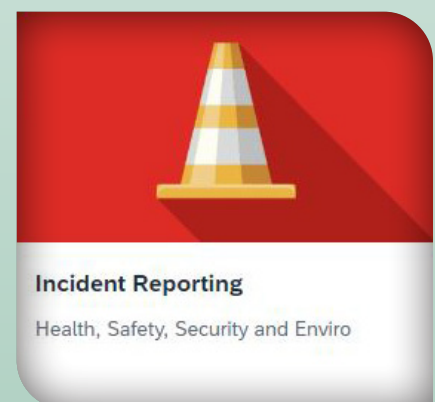 Incident Reporting
Health, Safety, Security and Enviro